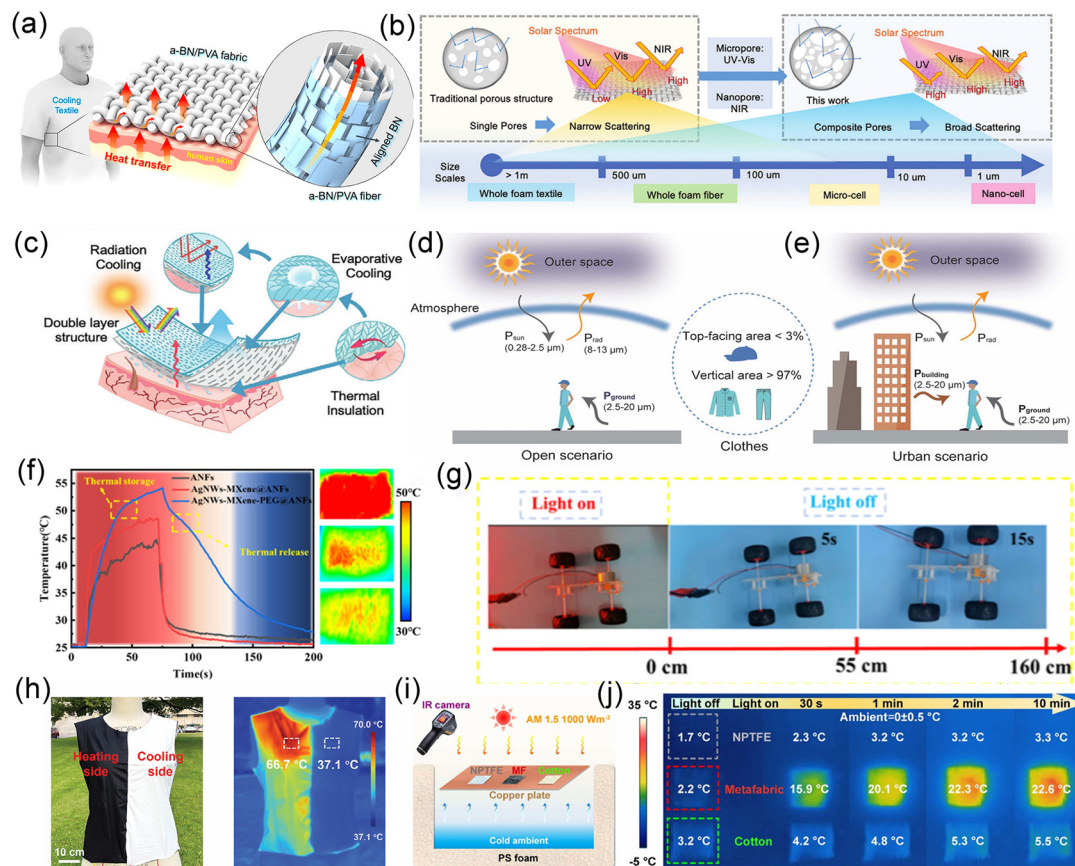 (a)
a-BN/PVA fabric
Cooling
Textile
Heat transfer
human skin
Aligned BN
a-BN/PVA fiber
(b)
Solar Spectrum
UV
Vis
NIR
Low
High
High
Traditional porous structure
Single Pores
Narrow Scattering
Micropore:
UV-Vis
Nanopore:
NIR
Solar Spectrum
UV
Vis
NIR
High
High
High
This work
Composite Pores
Broad Scattering
Size
Scales
> 1m
500 um
100 um
10 um
1 um
Whole foam textile
Whole foam fiber
Micro-cell
Nano-cell
(c)
Radiation
Cooling
Evaporative
Cooling
Double layer
structure
Thermal
Insulation
(d)
Outer space
Atmosphere
Psun
(0.28-2.5 µm)
Prad
(8-13 µm)
Pground
(2.5-20 µm)
Open scenario
Top-facing area < 3%
Vertical area > 97%
Clothes
(e)
Outer space
Psun
Prad
Pbuilding
(2.5-20 µm)
Pground
(2.5-20 µm)
Urban scenario
(f)
Temperature(°C)
55
50
45
40
35
30
25
Thermal storage
ANFs
AgNWs-MXene@ANFs
AgNWs-MXene-PEG@ANFs
Thermal release
0 50 100 150 200
Time(s)
50°C
30°C
(g)
Light on
Light off
5s
15s
0 cm
55 cm
160 cm
(h)
Heating
side
Cooling
side
10 cm
66.7 °C
37.1 °C
70.0 °C
37.1 °C
(i)
IR camera
AM 1.5 1000 Wm-2
NPTFE
MF
Cotton
Copper plate
Cold ambient
PS foam
(j)
35 °C
-5 °C
Light off
Light on
30 s
1 min
2 min
10 min
Ambient=0±0.5 °C
1.7 °C
NPTFE
2.3 °C
3.2 °C
3.2 °C
3.3 °C
2.2 °C
Metafabric
15.9 °C
20.1 °C
22.3 °C
22.6 °C
3.2 °C
Cotton
4.2 °C
4.8 °C
5.3 °C
5.5 °C